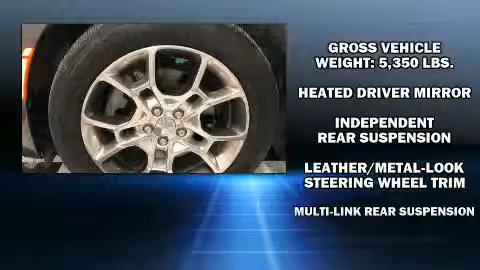 GROSS VEHICLE
WEIGHT: 5,350 LBS.
HEATED DRIVER MIRROR
INDEPENDENT
REAR SUSPENSION
LEATHER/METAL-LOOK
STEERING WHEEL TRIM
MULTI-LINK REAR SUSPENSION